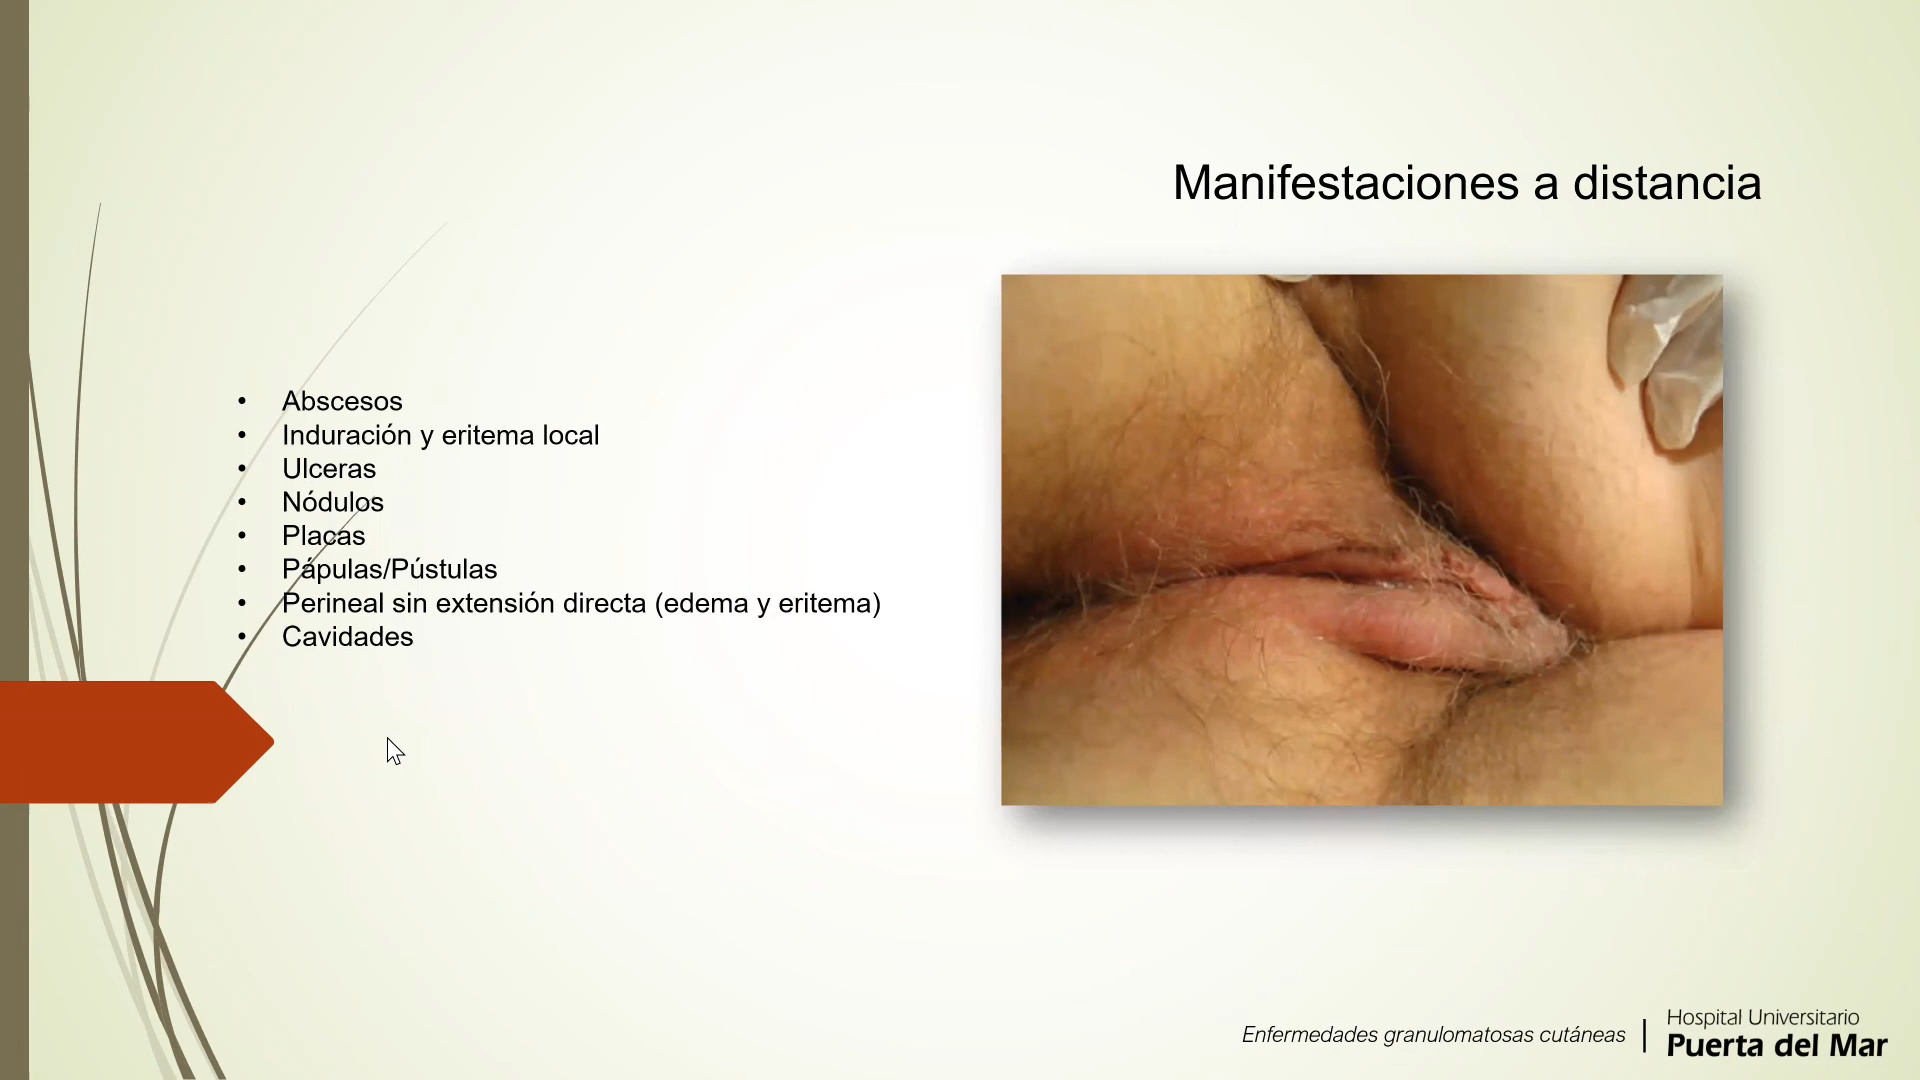 Manifestaciones a distancia
• Abscesos
• Induración y eritema local
• Ulceras
• Nódulos
• Placas
• Pápulas/Pústulas
• Perineal sin extensión directa (edema y eritema)
• Cavidades
Enfermedades granulomatosas cutáneas
Hospital Universitario
Puerta del Mar